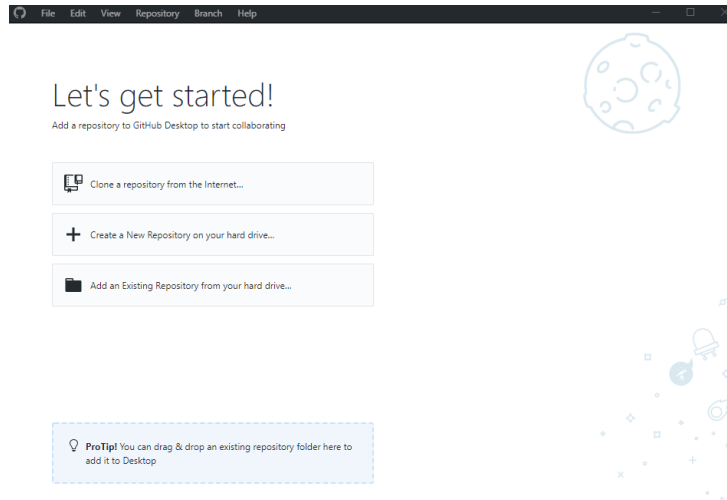 File Edit View Repository Branch Help
Let's get started!
Add a repository to GitHub Desktop to start collaborating
Clone a repository from the Internet...
Create a New Repository on your hard drive...
Add an Existing Repository from your hard drive...
ProTip! You can drag & drop an existing repository folder here to
add it to Desktop